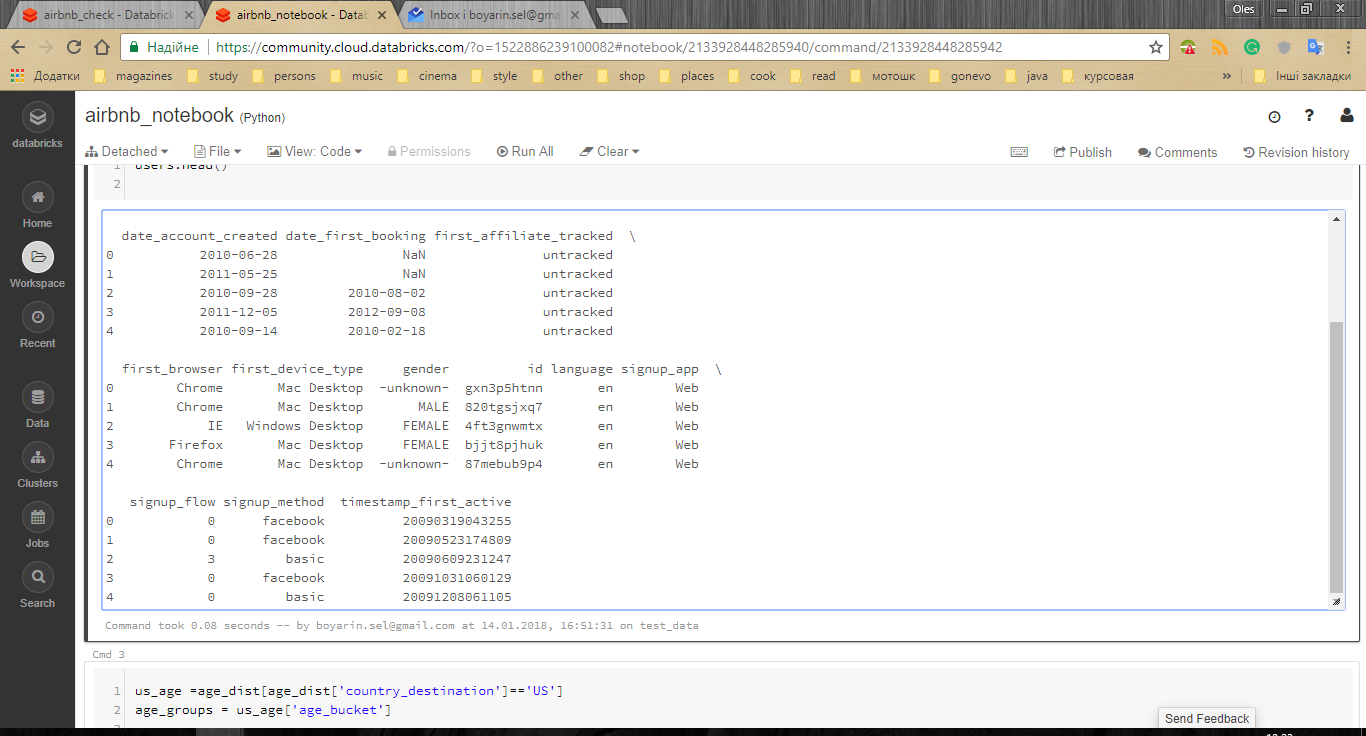 airbnb_check - Databrick
airbnb_notebook - Datab
Inbox i boyarin.sel@gma
Oles
Надійне
https://community.cloud.databricks.com/?o=1522886239100082#notebook/2133928448285940/command/2133928448285942
Додатки magazines study persons music cinema style other shop places cook read мотошк gonevo java курсовая » Інші закладки
databricks
Home
Workspace
Recent
Data
Clusters
Jobs
Search
airbnb_notebook (Python)
?
Detached File View: Code Permissions Run All Clear Publish Comments Revision history
1 users.head()
2
date_account_created date_first_booking first_affiliate_tracked \
0 2010-06-28 NaN untracked
1 2011-05-25 NaN untracked
2 2010-09-28 2010-08-02 untracked
3 2011-12-05 2012-09-08 untracked
4 2010-09-14 2010-02-18 untracked
first_browser first_device_type gender id language signup_app \
0 Chrome Mac Desktop -unknown- gxn3p5htnn en Web
1 Chrome Mac Desktop MALE 820tgsjxq7 en Web
2 IE Windows Desktop FEMALE 4ft3gnwmtx en Web
3 Firefox Mac Desktop FEMALE bjjt8pjhuk en Web
4 Chrome Mac Desktop -unknown- 87mebub9p4 en Web
signup_flow signup_method timestamp_first_active
0 0 facebook 20090319043255
1 0 facebook 20090523174809
2 3 basic 20090609231247
3 0 facebook 20091031060129
4 0 basic 20091208061105
Command took 0.08 seconds -- by boyarin.sel@gmail.com at 14.01.2018, 16:51:31 on test_data
Cmd 3
1 us_age =age_dist[age_dist['country_destination']=='US']
2 age_groups = us_age['age_bucket']
Send Feedback